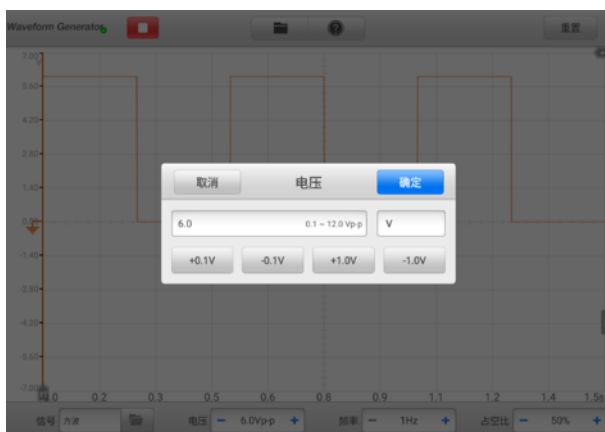 Waveform Generator
重置
7.00
5.60
4.20
2.80
取消 电压 确定
1.40
6.0 0.1 ~ 12.0 Vp-p V
+0.1V -0.1V +1.0V -1.0V
-1.40
-2.80
-4.20
-5.60
-7.00
0.2 0.3 0.5 0.6 0.8 0.9 1.1 1.2 1.4 1.5s
信号 方波 电压 − 6.0Vp-p + 频率 − 1Hz + 占空比 − 50% +